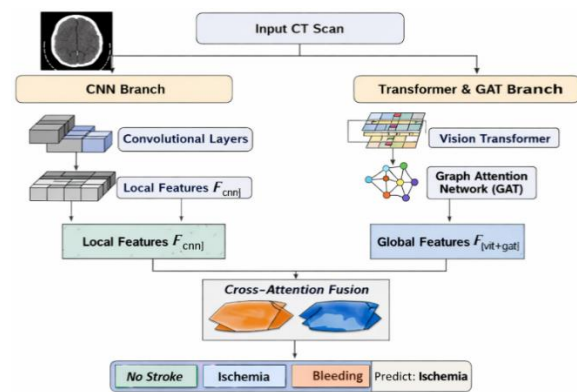 Input CT Scan
CNN Branch
Transformer & GAT Branch
Convolutional Layers
Vision Transformer
Local Features F_cnn]
Graph Attention
Network (GAT)
Local Features F_cnn]
Global Features F_[vit+gat]
Cross-Attention Fusion
No Stroke
Ischemia
Bleeding
Predict: Ischemia